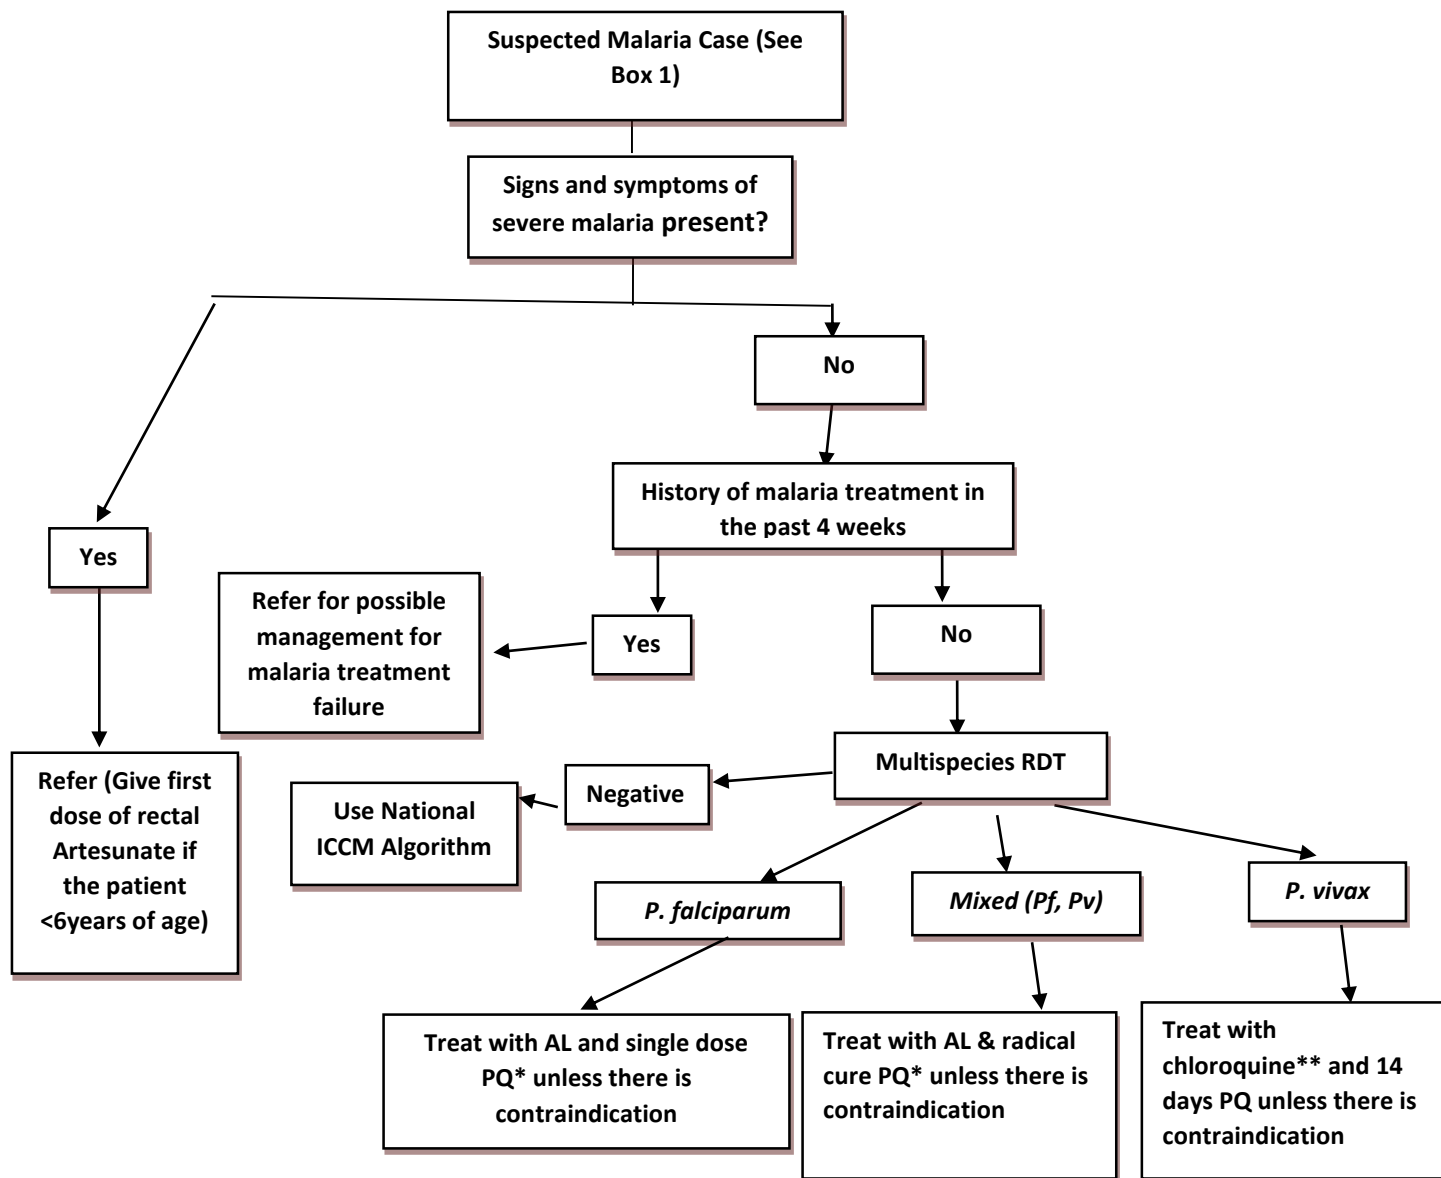 Suspected Malaria Case (See
Box 1)
Signs and symptoms of
severe malaria present?
No
History of malaria treatment in
the past 4 weeks
Yes
Refer for possible
management for
malaria treatment
failure
Yes
No
Refer (Give first
dose of rectal
Artesunate if
the patient
<6years of age)
Multispecies RDT
Negative
Use National
ICCM Algorithm
P. falciparum
Mixed (Pf, Pv)
P. vivax
Treat with AL and single dose
PQ* unless there is
contraindication
Treat with AL & radical
cure PQ* unless there is
contraindication
Treat with
chloroquine** and 14
days PQ unless there is
contraindication